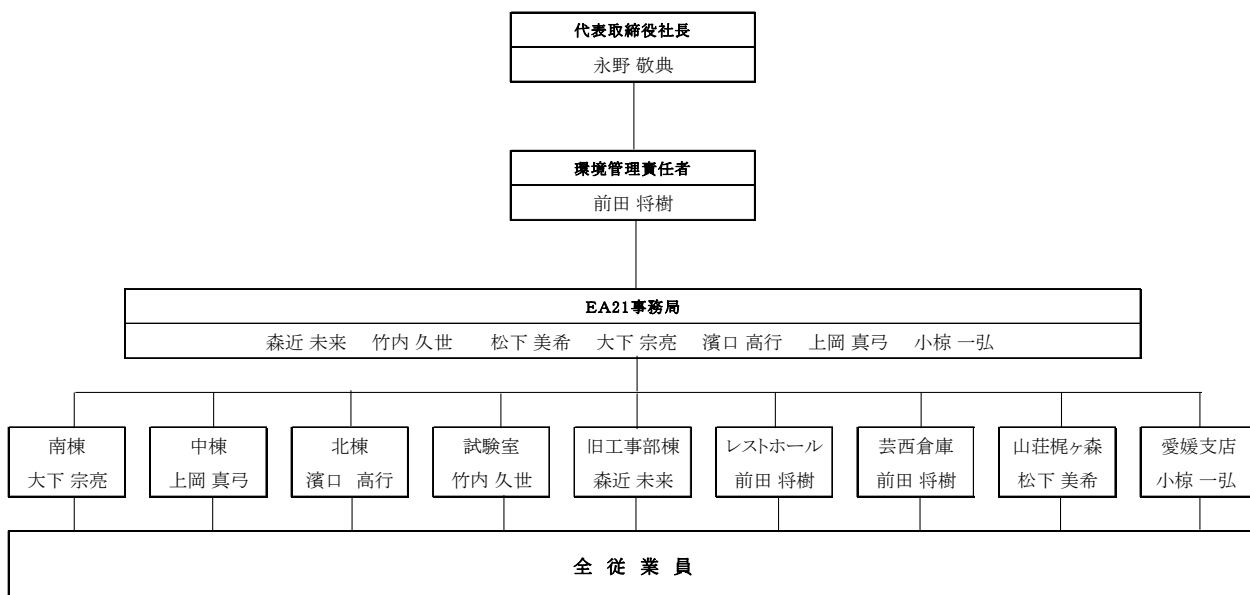 代表取締役社長
永野 敬典
環境管理責任者
前田 将樹
EA21事務局
森近 未来 竹内 久世 松下 美希 大下 宗亮 濱口 高行 上岡 真弓 小椋 一弘
南棟 中棟 北棟 試験室 旧工事部棟 レストホール 芸西倉庫 山荘梶ヶ森 愛媛支店
大下 宗亮 上岡 真弓 濱口 高行 竹内 久世 森近 未来 前田 将樹 前田 将樹 松下 美希 小椋 一弘
全 従 業 員